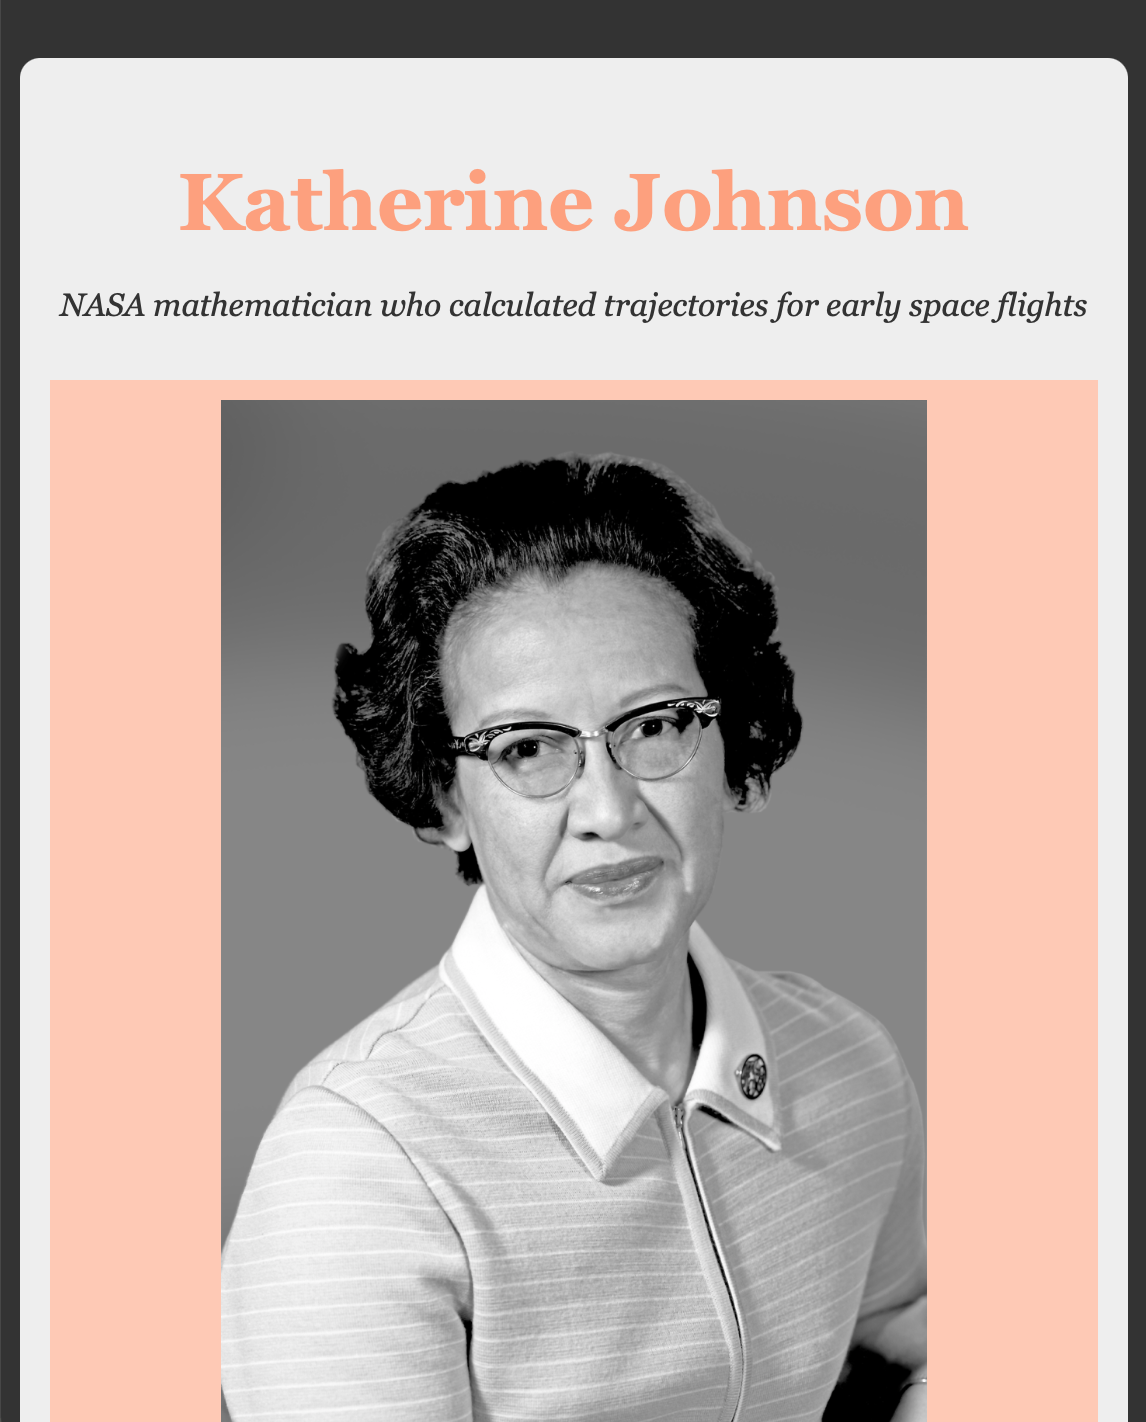 Katherine Johnson
NASA mathematician who calculated trajectories for early space flights